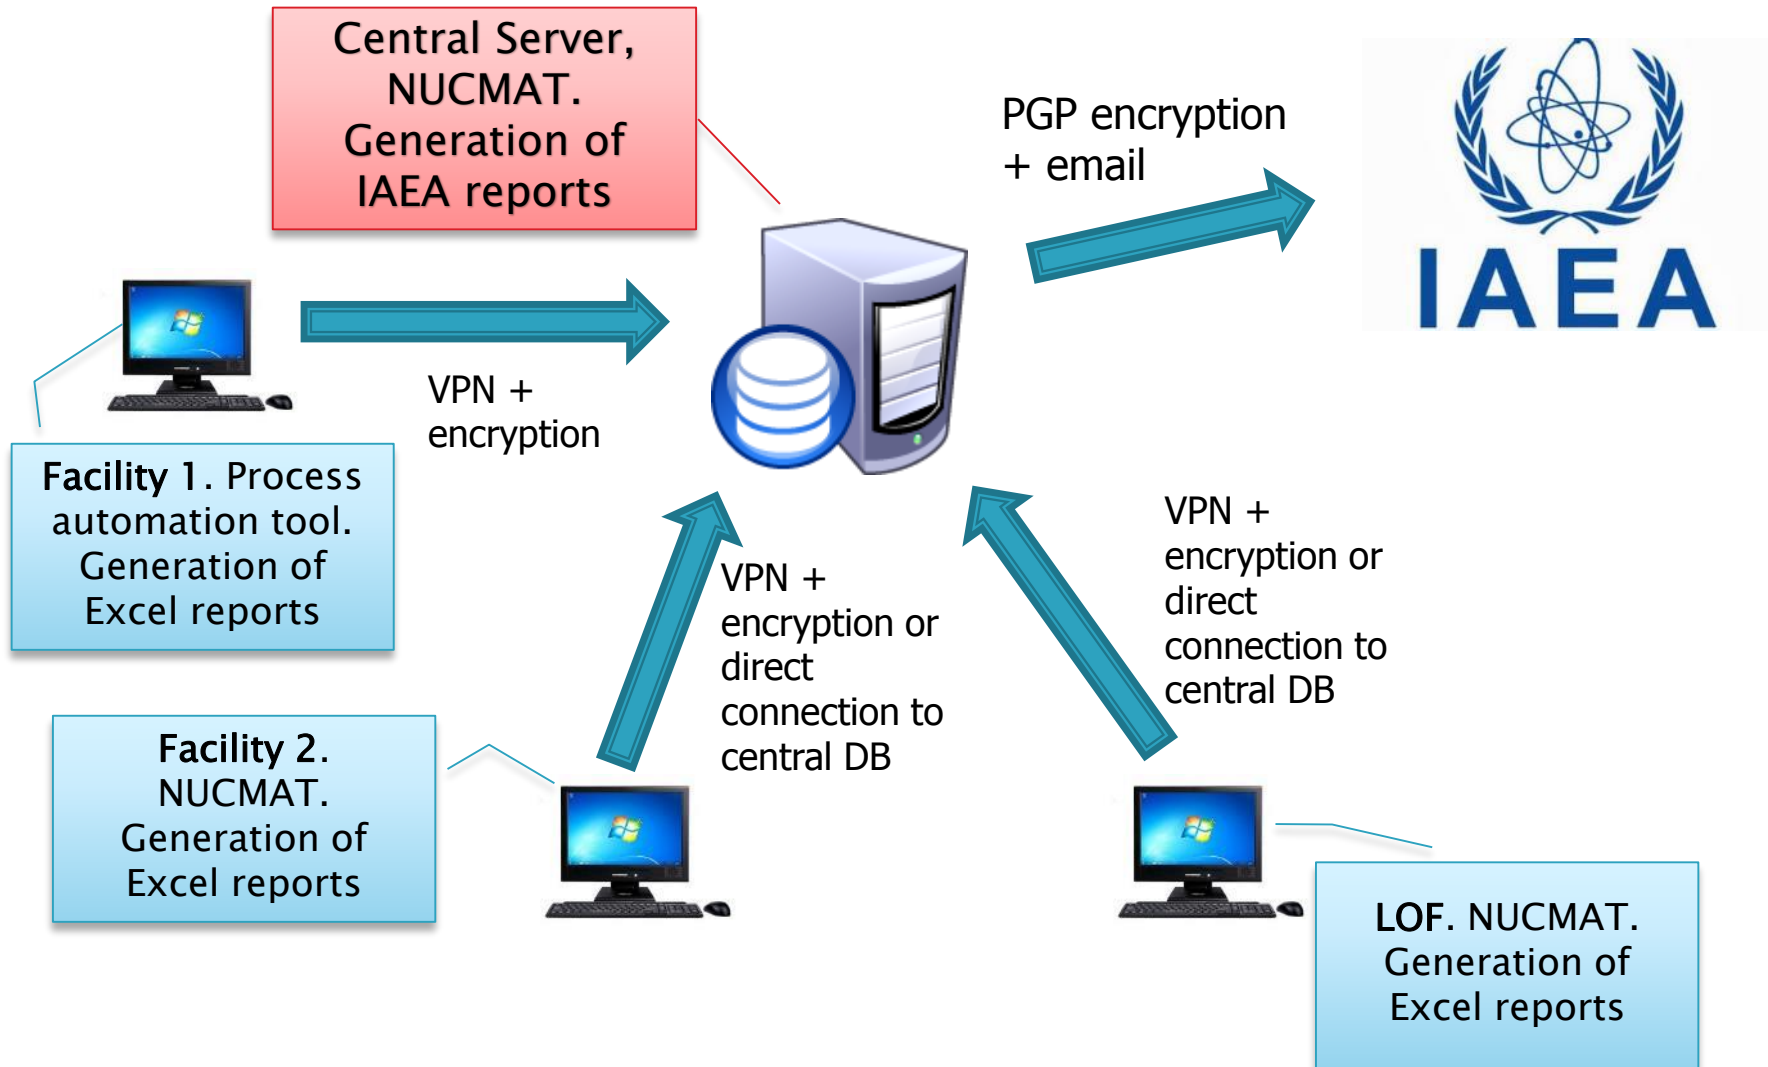 Central Server,
NUCMAT.
Generation of
IAEA reports
PGP encryption
+ email
IAEA
VPN +
encryption
Facility 1. Process
automation tool.
Generation of
Excel reports
VPN +
encryption or
direct
connection to
central DB
VPN +
encryption or
direct
connection to
central DB
Facility 2.
NUCMAT.
Generation of
Excel reports
LOF. NUCMAT.
Generation of
Excel reports